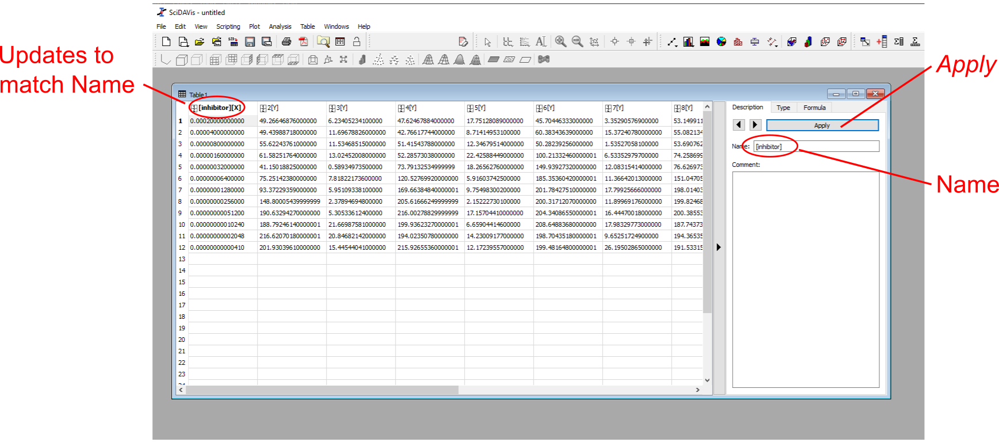 SciDAVis - untitled
File Edit View Scripting Plot Analysis Table Windows Help
Updates to
match Name
Apply
Name
Table1
[inhibitor][X] 2[Y] 3[Y] 4[Y] 5[Y] 6[Y] 7[Y] 8[Y]
1 0.00020000000000 49.26646876000000 6.23405234100000 47.62467884000000 17.75128089000000 45.70446333000000 3.35290576900000 53.149911
2 0.00004000000000 49.43988718000000 11.69678826000000 42.76617744000000 8.71414953100000 60.38343639000000 15.37240780000000 55.082134
3 0.00000800000000 55.62243761000000 11.53468515000000 51.41543788000000 12.34679514000000 50.28239256000000 1.53527058100000 53.690762
4 0.00000160000000 61.58251764000000 13.02452008000000 52.28573038000000 22.42588449000000 100.21332460000001 6.53352979700000 74.258699
5 0.00000032000000 41.15018825000000 0.58934973500000 73.79132534999999 18.26562760000000 149.93927320000000 12.08315414000000 76.626973
6 0.00000006400000 75.25142380000000 7.81822173600000 120.52769920000000 5.91603742500000 185.35360420000001 11.36642013000000 151.04705
7 0.00000001280000 93.37229359000000 5.95109338100000 169.66384840000001 9.75498300200000 201.78427510000000 17.79925666000000 198.01403
8 0.00000000256000 148.80005439999999 2.37894694800000 205.61666249999999 2.15222730100000 200.31712070000000 11.89969176000000 199.82468
9 0.00000000051200 190.63294270000000 5.30533612400000 216.00278829999999 17.15704410000000 204.34086550000001 16.44470018000000 200.38553
10 0.00000000010240 188.79246140000001 21.66987581000000 199.93623270000001 6.65904414600000 208.64883680000000 17.98329773000000 187.74373
11 0.00000000002048 216.62070180000001 20.84682142000000 194.02350780000000 14.23009177000000 198.70435180000001 9.65251724900000 194.36535
12 0.00000000000410 201.93039610000000 15.44544041000000 215.92655360000001 12.17239557000000 199.48164800000001 26.19502865000000 191.53315
13
14
15
16
17
18
19
20
21
22
23
Description Type Formula
Apply
Name: [inhibitor]
Comment: